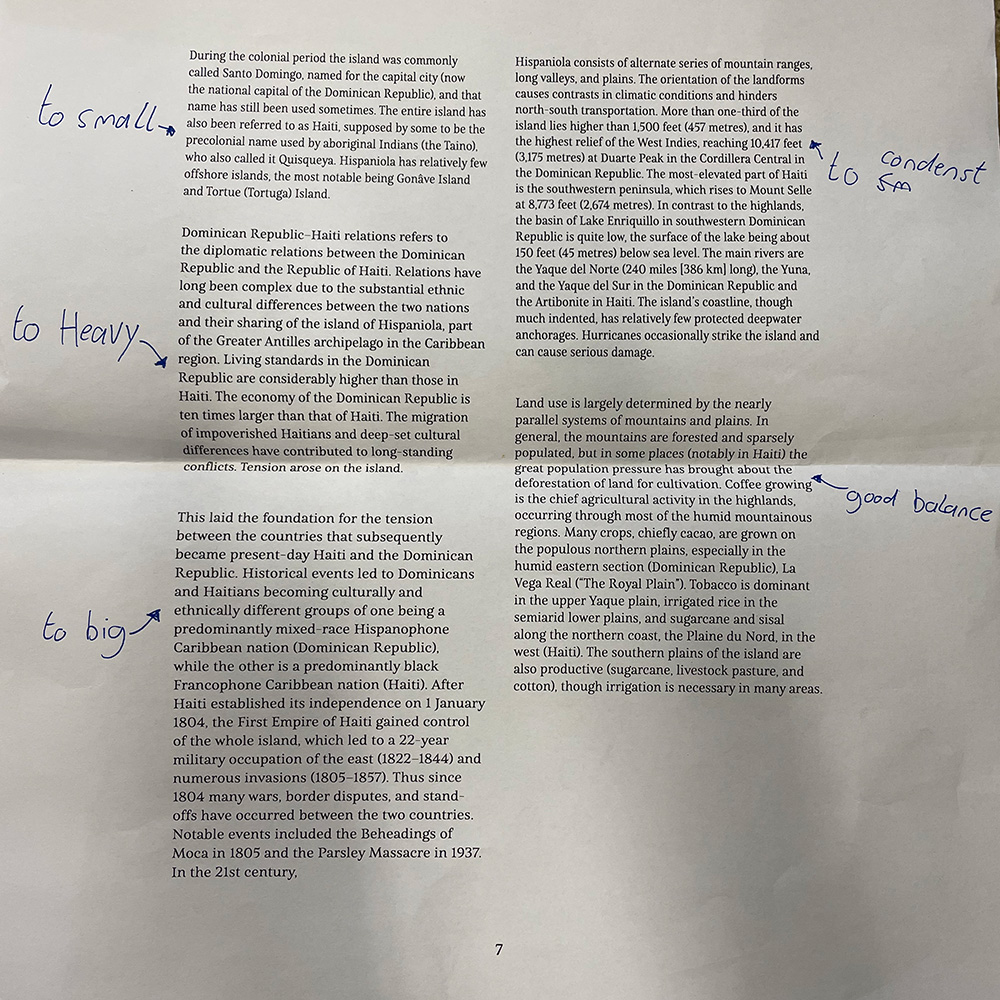 to small
During the colonial period the island was commonly
called Santo Domingo, named for the capital city (now
the national capital of the Dominican Republic), and that
name has still been used sometimes. The entire island has
also been referred to as Haiti, supposed by some to be the
precolonial name used by aboriginal Indians (the Taino),
who also called it Quisqueya. Hispaniola has relatively few
offshore islands, the most notable being Gonâve Island
and Tortue (Tortuga) Island.
to Heavy
Dominican Republic–Haiti relations refers to
the diplomatic relations between the Dominican
Republic and the Republic of Haiti. Relations have
long been complex due to the substantial ethnic
and cultural differences between the two nations
and their sharing of the island of Hispaniola, part
of the Greater Antilles archipelago in the Caribbean
region. Living standards in the Dominican
Republic are considerably higher than those in
Haiti. The economy of the Dominican Republic is
ten times larger than that of Haiti. The migration
of impoverished Haitians and deep-set cultural
differences have contributed to long-standing
conflicts. Tension arose on the island.
to big
This laid the foundation for the tension
between the countries that subsequently
became present-day Haiti and the Dominican
Republic. Historical events led to Dominicans
and Haitians becoming culturally and
ethnically different groups of one being a
predominantly mixed-race Hispanophone
Caribbean nation (Dominican Republic),
while the other is a predominantly black
Francophone Caribbean nation (Haiti). After
Haiti established its independence on 1 January
1804, the First Empire of Haiti gained control
of the whole island, which led to a 22-year
military occupation of the east (1822–1844) and
numerous invasions (1805–1857). Thus since
1804 many wars, border disputes, and stand-
offs have occurred between the two countries.
Notable events included the Beheadings of
Moca in 1805 and the Parsley Massacre in 1937.
In the 21st century,
Hispaniola consists of alternate series of mountain ranges,
long valleys, and plains. The orientation of the landforms
causes contrasts in climatic conditions and hinders
north-south transportation. More than one-third of the
island lies higher than 1,500 feet (457 metres), and it has
the highest relief of the West Indies, reaching 10,417 feet
(3,175 metres) at Duarte Peak in the Cordillera Central in
the Dominican Republic. The most-elevated part of Haiti
is the southwestern peninsula, which rises to Mount Selle
at 8,773 feet (2,674 metres). In contrast to the highlands,
the basin of Lake Enriquillo in southwestern Dominican
Republic is quite low, the surface of the lake being about
150 feet (45 metres) below sea level. The main rivers are
the Yaque del Norte (240 miles [386 km] long), the Yuna,
and the Yaque del Sur in the Dominican Republic and
the Artibonite in Haiti. The island's coastline, though
much indented, has relatively few protected deepwater
anchorages. Hurricanes occasionally strike the island and
can cause serious damage.
to condenst
Land use is largely determined by the nearly
parallel systems of mountains and plains. In
general, the mountains are forested and sparsely
populated, but in some places (notably in Haiti) the
great population pressure has brought about the
deforestation of land for cultivation. Coffee growing
is the chief agricultural activity in the highlands,
occurring through most of the humid mountainous
regions. Many crops, chiefly cacao, are grown on
the populous northern plains, especially in the
humid eastern section (Dominican Republic), La
Vega Real ("The Royal Plain"). Tobacco is dominant
in the upper Yaque plain, irrigated rice in the
semiarid lower plains, and sugarcane and sisal
along the northern coast, the Plaine du Nord, in the
west (Haiti). The southern plains of the island are
also productive (sugarcane, livestock pasture, and
cotton), though irrigation is necessary in many areas.
good balance
7